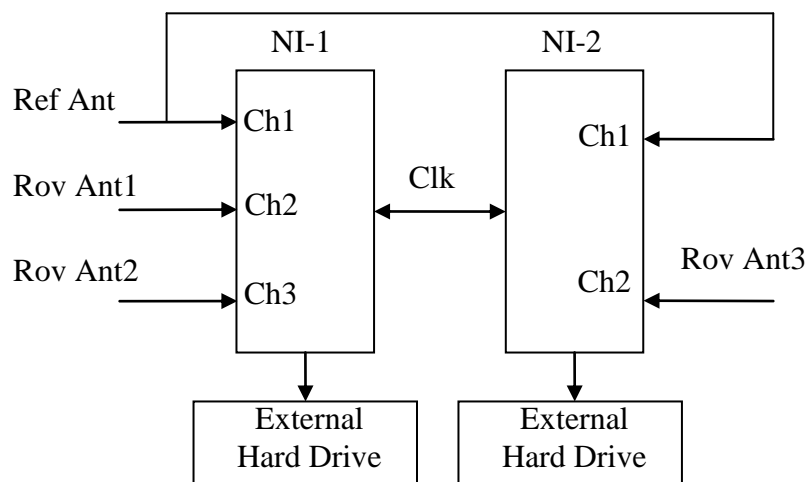 NI-1
NI-2
Ref Ant
Ch1
Ch1
Rov Ant1
Ch2
Clk
Rov Ant2
Ch3
Ch2
Rov Ant3
External
Hard Drive
External
Hard Drive